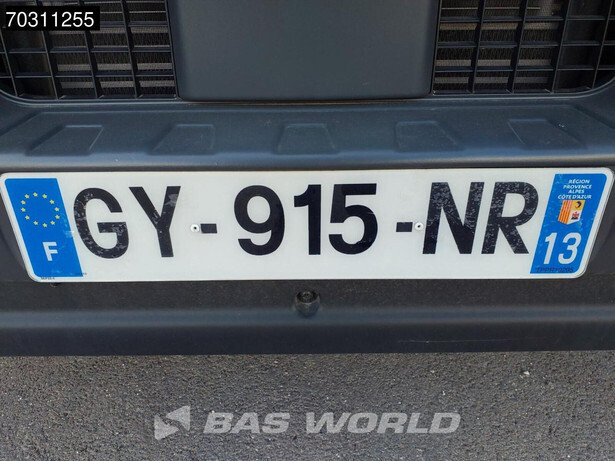 70311255
F
GY-915-NR
RÉGION
PROVENCE
ALPES
CÔTE D'AZUR
13
BAS WORLD